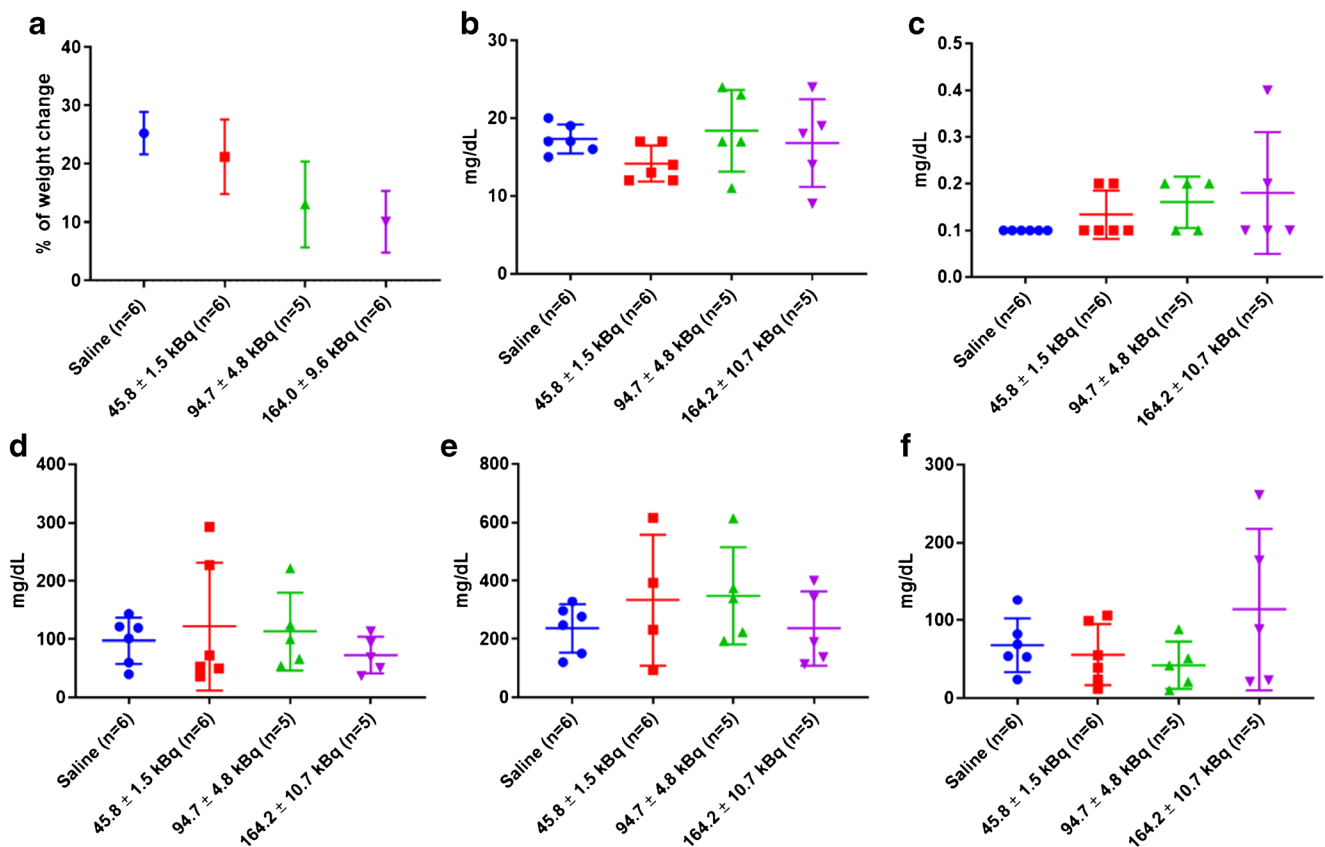 a
% of weight change
40
30
20
10
0
Saline (n=6)
45.8 ± 1.5 kBq (n=6)
94.7 ± 4.8 kBq (n=5)
164.0 ± 9.6 kBq (n=6)
b
mg/dL
30
20
10
0
Saline (n=6)
45.8 ± 1.5 kBq (n=6)
94.7 ± 4.8 kBq (n=5)
164.2 ± 10.7 kBq (n=5)
c
mg/dL
0.5
0.4
0.3
0.2
0.1
0.0
Saline (n=6)
45.8 ± 1.5 kBq (n=6)
94.7 ± 4.8 kBq (n=5)
164.2 ± 10.7 kBq (n=5)
d
mg/dL
400
300
200
100
0
Saline (n=6)
45.8 ± 1.5 kBq (n=6)
94.7 ± 4.8 kBq (n=5)
164.2 ± 10.7 kBq (n=5)
e
mg/dL
800
600
400
200
0
Saline (n=6)
45.8 ± 1.5 kBq (n=6)
94.7 ± 4.8 kBq (n=5)
164.2 ± 10.7 kBq (n=5)
f
mg/dL
300
200
100
0
Saline (n=6)
45.8 ± 1.5 kBq (n=6)
94.7 ± 4.8 kBq (n=5)
164.2 ± 10.7 kBq (n=5)